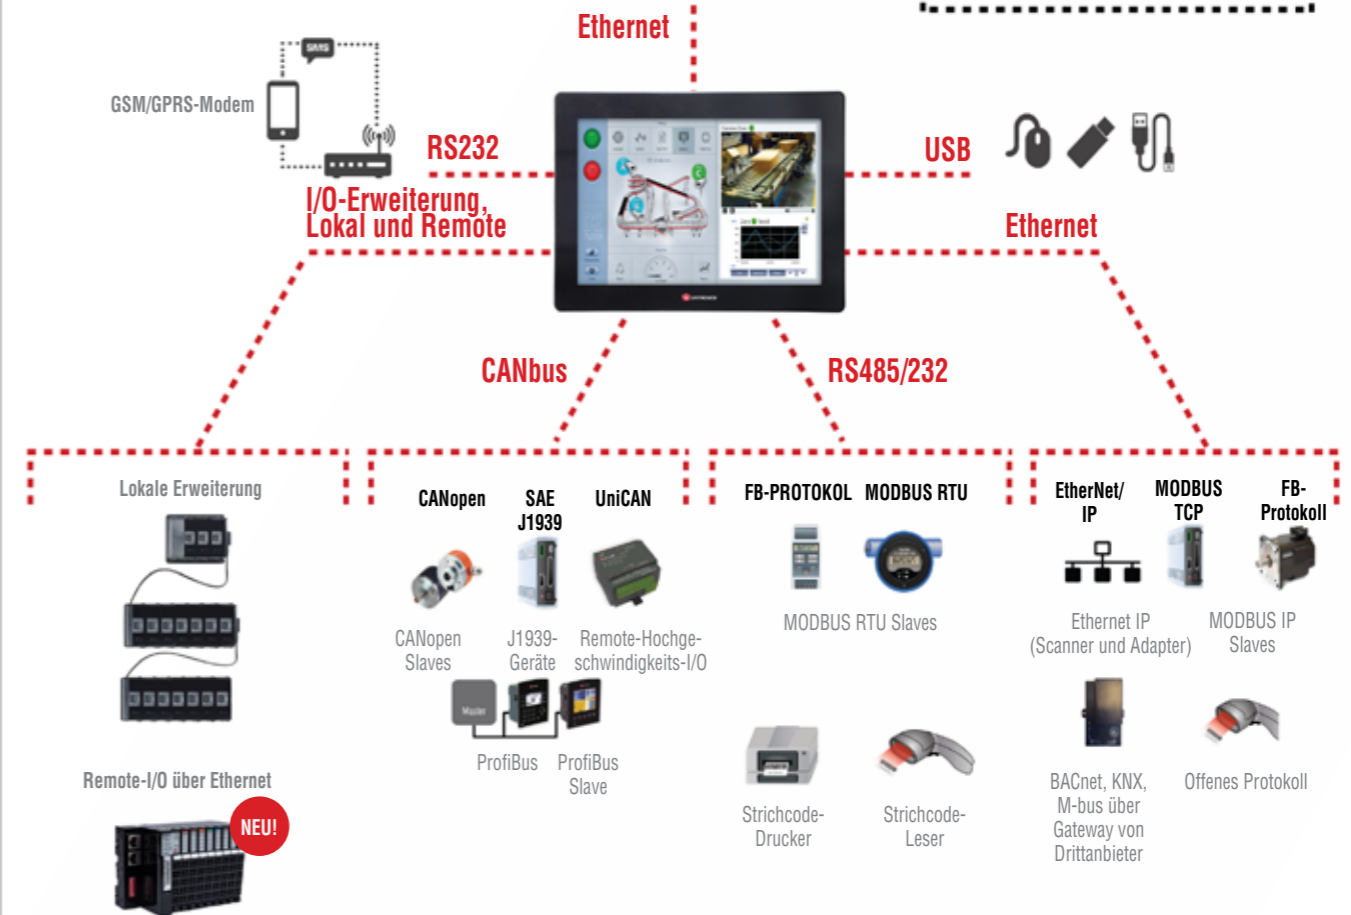 Ethernet
SMS
GSM/GPRS-Modem
RS232
USB
I/O-Erweiterung,
Lokal und Remote
Ethernet
UNITRONICS
CANbus
RS485/232
Lokale Erweiterung
CANopen
SAE
J1939
UniCAN
FB-PROTOKOL
MODBUS RTU
EtherNet/
IP
MODBUS
TCP
FB-
Protokoll
CANopen
Slaves
J1939-
Geräte
Remote-Hochge-
schwindigkeits-I/O
MODBUS RTU Slaves
Ethernet IP
(Scanner und Adapter)
MODBUS IP
Slaves
Master
ProfiBus
ProfiBus
Slave
Remote-I/O über Ethernet
NEU!
Strichcode-
Drucker
Strichcode-
Leser
BACnet, KNX,
M-bus über
Gateway von
Drittanbieter
Offenes Protokoll